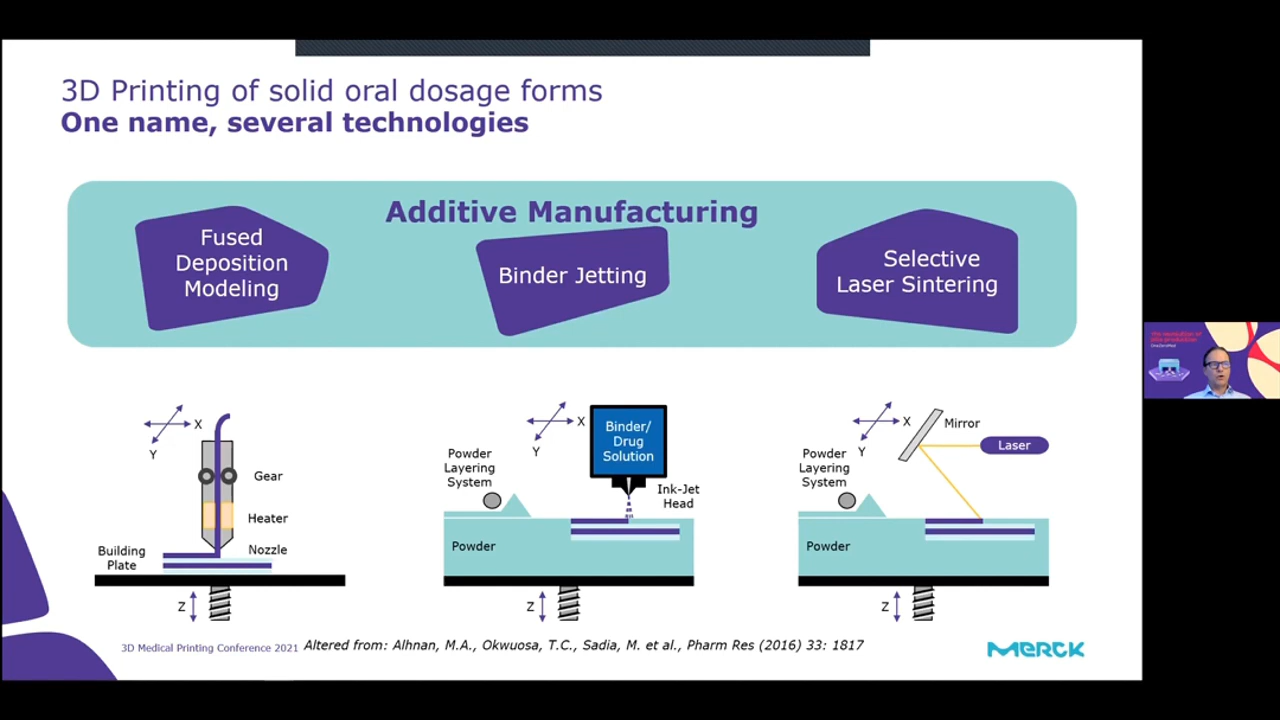 3D Printing of solid oral dosage forms
One name, several technologies
Additive Manufacturing
Fused
Deposition
Modeling
Binder Jetting
Selective
Laser Sintering
X
Y
Gear
Heater
Nozzle
Building
Plate
Z
X
Y
Binder/
Drug
Solution
Powder
Layering
System
Ink-Jet
Head
Powder
Z
X
Y
Mirror
Laser
Powder
Layering
System
Powder
Z
3D Medical Printing Conference 2021
Altered from: Alhnan, M.A., Okwuosa, T.C., Sadia, M. et al., Pharm Res (2016) 33: 1817
MERCK